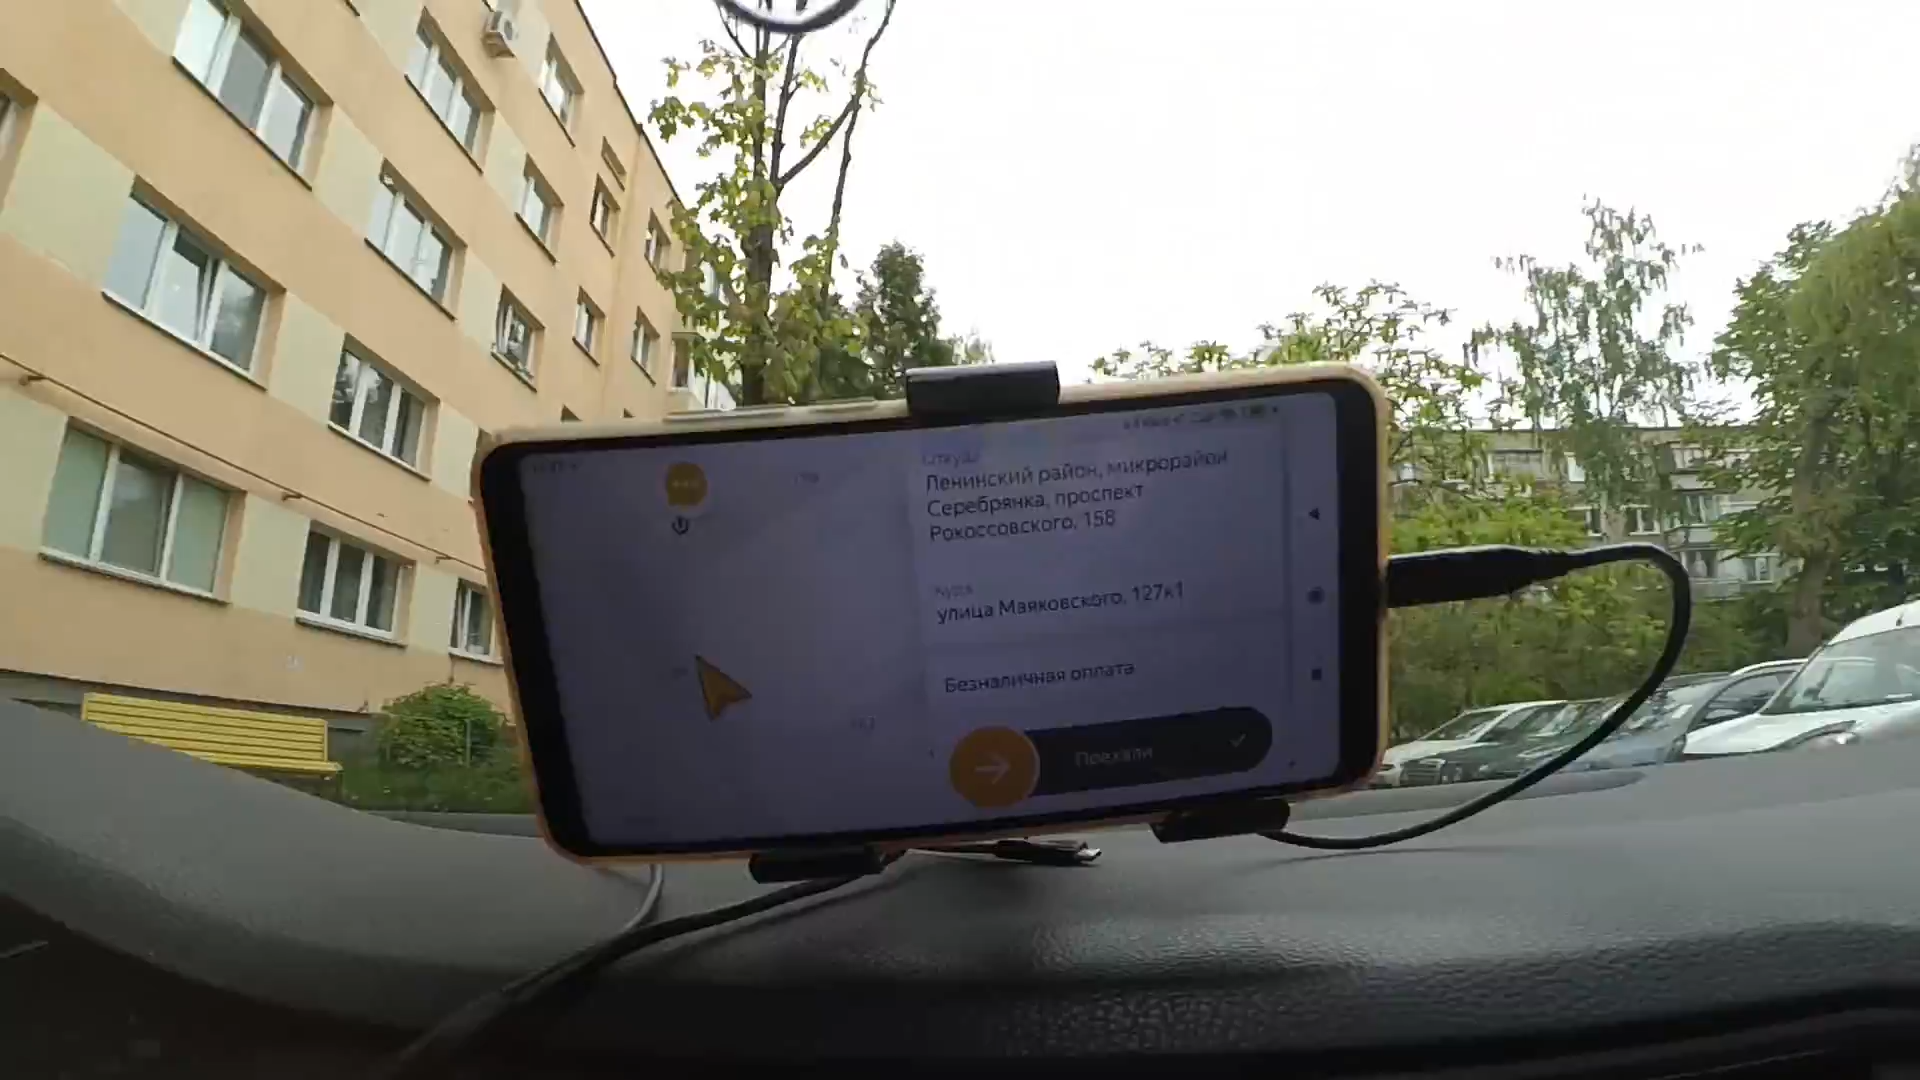 Откуда
Ленинский район, микрорайон
Серебрянка, проспект
Рокоссовского, 158
Куда
улица Маяковского, 127к1
Безналичная оплата
Поехали